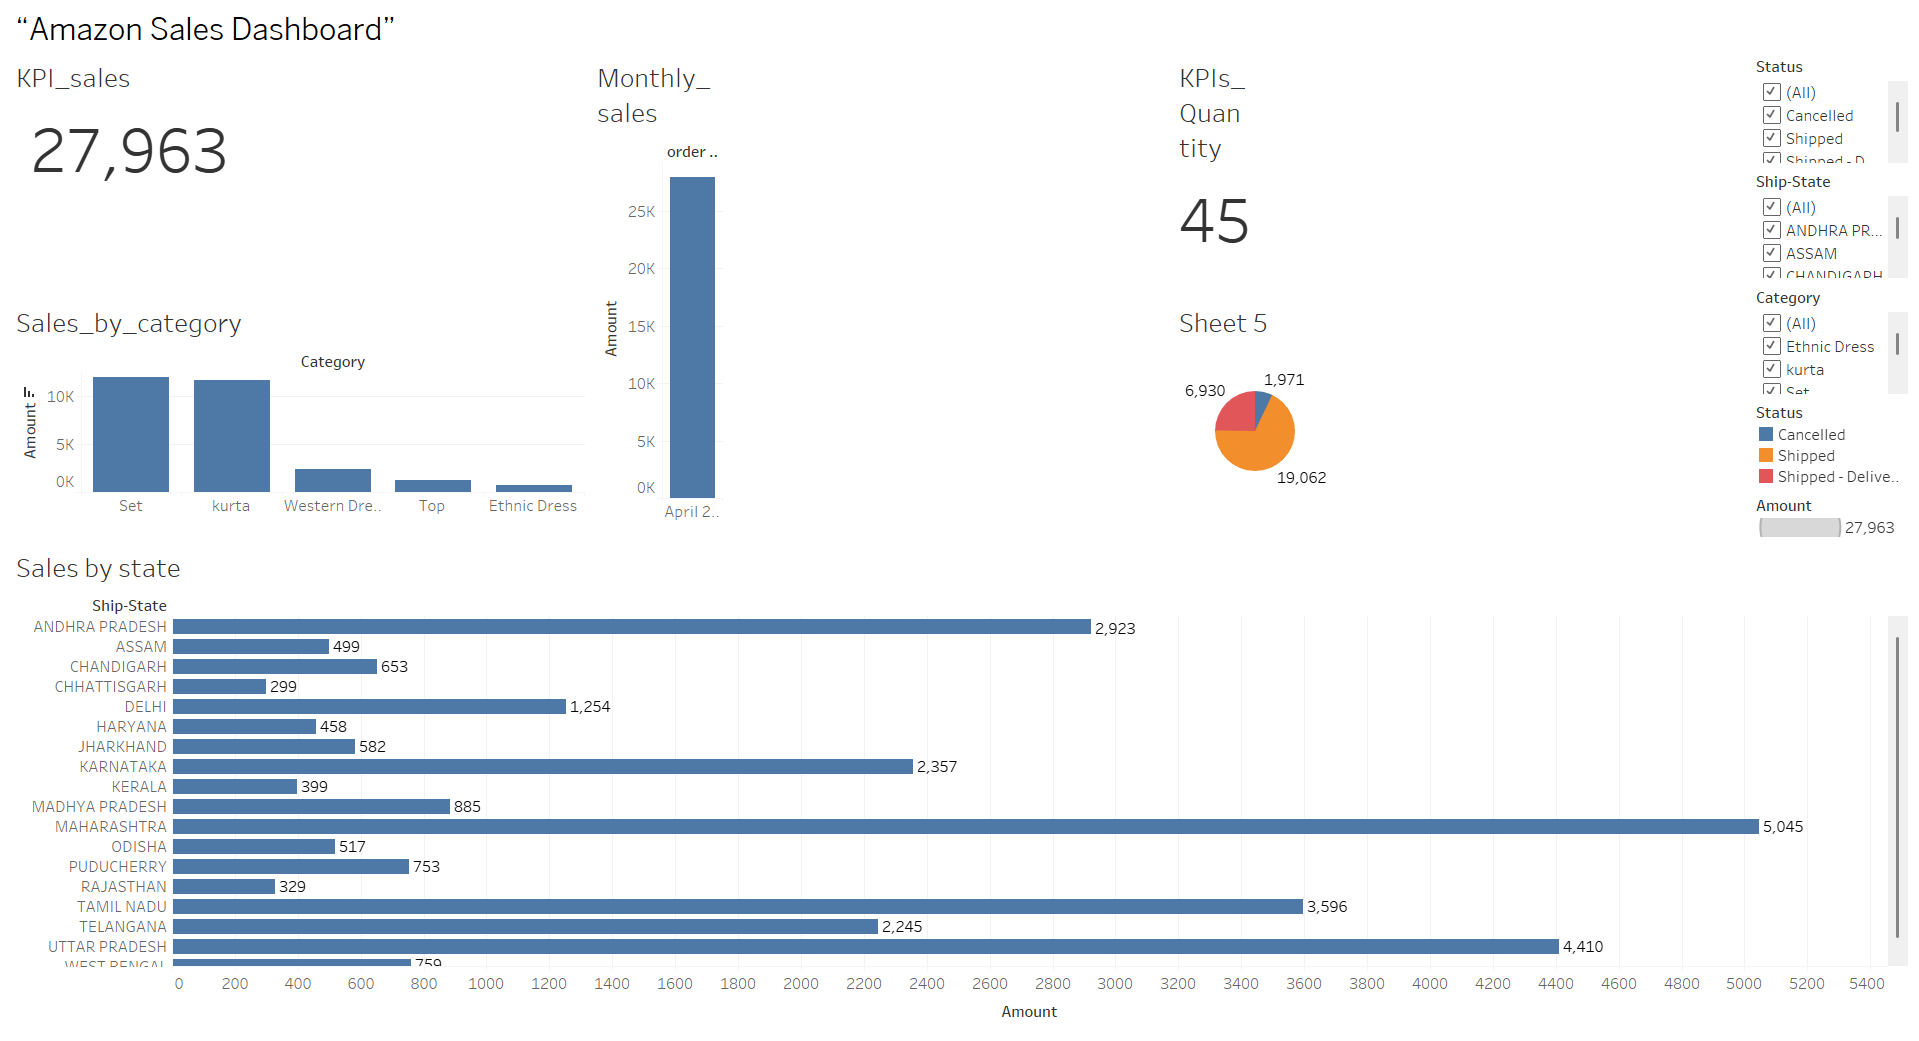 “Amazon Sales Dashboard”
KPI_sales
27,963
Monthly_
sales
order ..
25K
20K
15K
10K
5K
0K
Amount
April 2..
KPIs_
Quan
tity
45
Sales_by_category
Category
Amount
10K
5K
0K
Set
kurta
Western Dre..
Top
Ethnic Dress
Sheet 5
1,971
6,930
19,062
Status
(All)
Cancelled
Shipped
Shipped - D
Ship-State
(All)
ANDHRA PR...
ASSAM
CHANDIGARH
Category
(All)
Ethnic Dress
kurta
Set
Status
Cancelled
Shipped
Shipped - Delive..
Amount
27,963
Sales by state
Ship-State
ANDHRA PRADESH 2,923
ASSAM 499
CHANDIGARH 653
CHHATTISGARH 299
DELHI 1,254
HARYANA 458
JHARKHAND 582
KARNATAKA 2,357
KERALA 399
MADHYA PRADESH 885
MAHARASHTRA 5,045
ODISHA 517
PUDUCHERRY 753
RAJASTHAN 329
TAMIL NADU 3,596
TELANGANA 2,245
UTTAR PRADESH 4,410
WEST BENGAL 759
0 200 400 600 800 1000 1200 1400 1600 1800 2000 2200 2400 2600 2800 3000 3200 3400 3600 3800 4000 4200 4400 4600 4800 5000 5200 5400
Amount